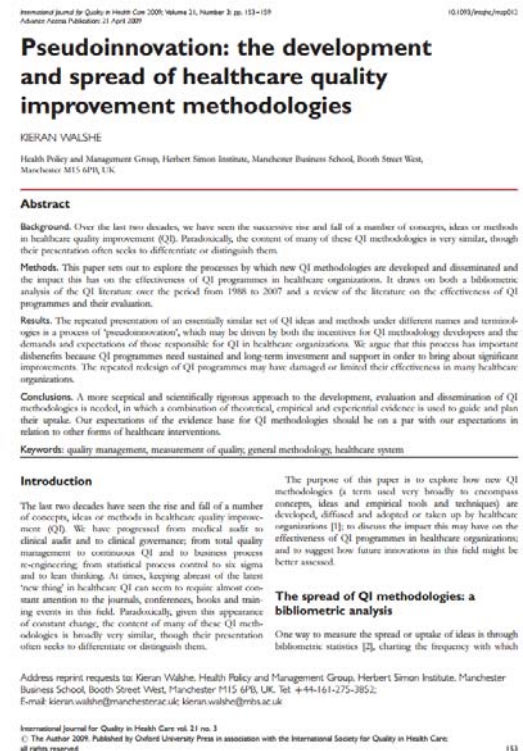 International Journal for Quality in Health Care 2009; Volume 21, Number 3: pp. 153–159
10.1093/intqhc/mzp012
Advance Access Publication: 21 April 2009
Pseudoinnovation: the development
and spread of healthcare quality
improvement methodologies
KIERAN WALSHE
Health Policy and Management Group, Herbert Simon Institute, Manchester Business School, Booth Street West,
Manchester M15 6PB, UK
Abstract
Background. Over the last two decades, we have seen the successive rise and fall of a number of concepts, ideas or methods
in healthcare quality improvement (QI). Paradoxically, the content of many of these QI methodologies is very similar, though
their presentation often seeks to differentiate or distinguish them.
Methods. This paper sets out to explore the processes by which new QI methodologies are developed and disseminated and
the impact this has on the effectiveness of QI programmes in healthcare organizations. It draws on both a bibliometric
analysis of the QI literature over the period from 1988 to 2007 and a review of the literature on the effectiveness of QI
programmes and their evaluation.
Results. The repeated presentation of an essentially similar set of QI ideas and methods under different names and terminol-
ogies is a process of 'pseudoinnovation', which may be driven by both the incentives for QI methodology developers and the
demands and expectations of those responsible for QI in healthcare organizations. We argue that this process has important
disbenefits because QI programmes need sustained and long-term investment and support in order to bring about significant
improvements. The repeated redesign of QI programmes may have damaged or limited their effectiveness in many healthcare
organizations.
Conclusions. A more sceptical and scientifically rigorous approach to the development, evaluation and dissemination of QI
methodologies is needed, in which a combination of theoretical, empirical and experiential evidence is used to guide and plan
their uptake. Our expectations of the evidence base for QI methodologies should be on a par with our expectations in
relation to other forms of healthcare interventions.
Keywords: quality management, measurement of quality, general methodology, healthcare system
Introduction
The last two decades have seen the rise and fall of a number
of concepts, ideas or methods in healthcare quality improve-
ment (QI). We have progressed from medical audit to
clinical audit and to clinical governance; from total quality
management to continuous QI and to business process
re-engineering; from statistical process control to six sigma
and to lean thinking. At times, keeping abreast of the latest
'new thing' in healthcare QI can seem to require almost con-
stant attention to the journals, conferences, books and train-
ing events in this field. Paradoxically, given this appearance
of constant change, the content of many of these QI meth-
odologies is broadly very similar, though their presentation
often seeks to differentiate or distinguish them.
The purpose of this paper is to explore how new QI
methodologies (a term used very broadly to encompass
concepts, ideas and empirical tools and techniques) are
developed, diffused and adopted or taken up by healthcare
organizations [1]; to discuss the impact this may have on the
effectiveness of QI programmes in healthcare organizations;
and to suggest how future innovations in this field might be
better assessed.
The spread of QI methodologies: a
bibliometric analysis
One way to measure the spread or uptake of ideas is through
bibliometric statistics [2], charting the frequency with which
Address reprint requests to: Kieran Walshe, Health Policy and Management Group, Herbert Simon Institute, Manchester
Business School, Booth Street West, Manchester M15 6PB, UK. Tel: +44-161-275-3852;
E-mail: kieran.walshe@manchester.ac.uk; kieran.walshe@mbs.ac.uk
International Journal for Quality in Health Care vol. 21 no. 3
© The Author 2009. Published by Oxford University Press in association with the International Society for Quality in Health Care;
all rights reserved
153